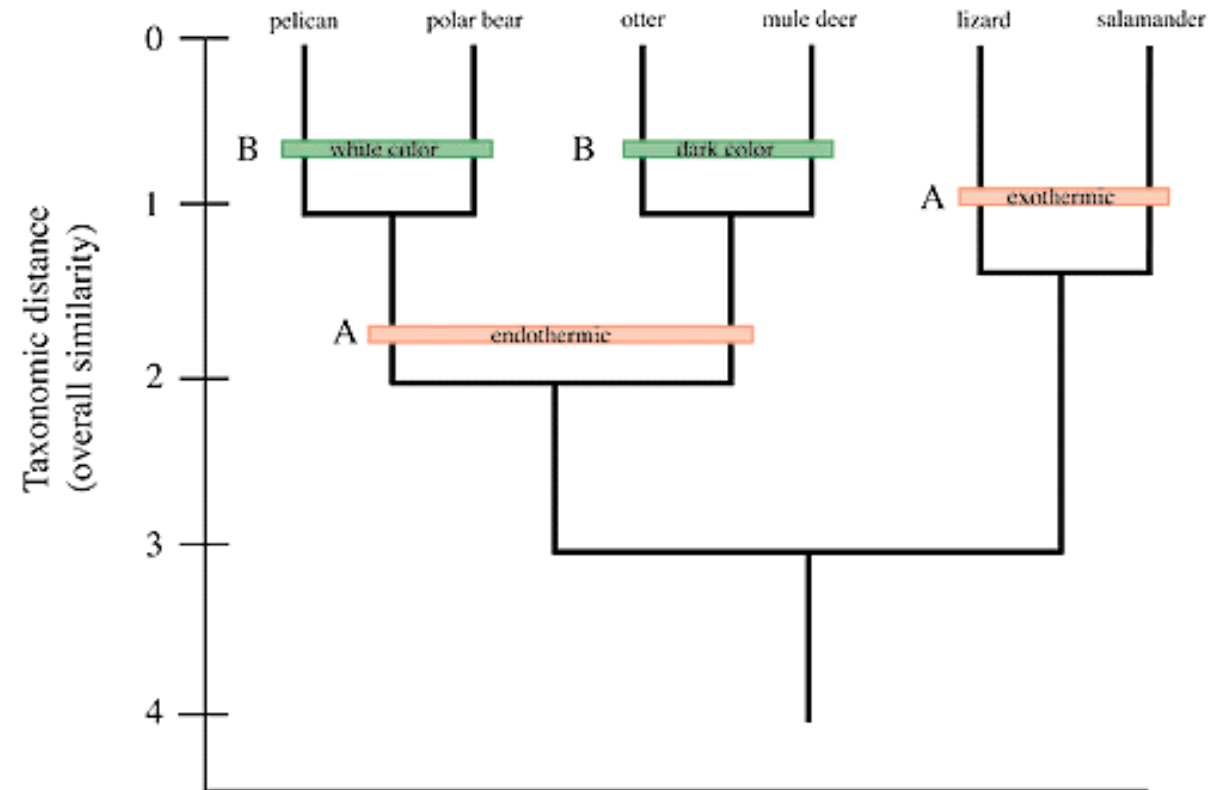 pelican polar bear otter mule deer lizard salamander
0
B white color B dark color
1
A exothermic
A endothermic
2
3
4
Taxonomic distance
(overall similarity)